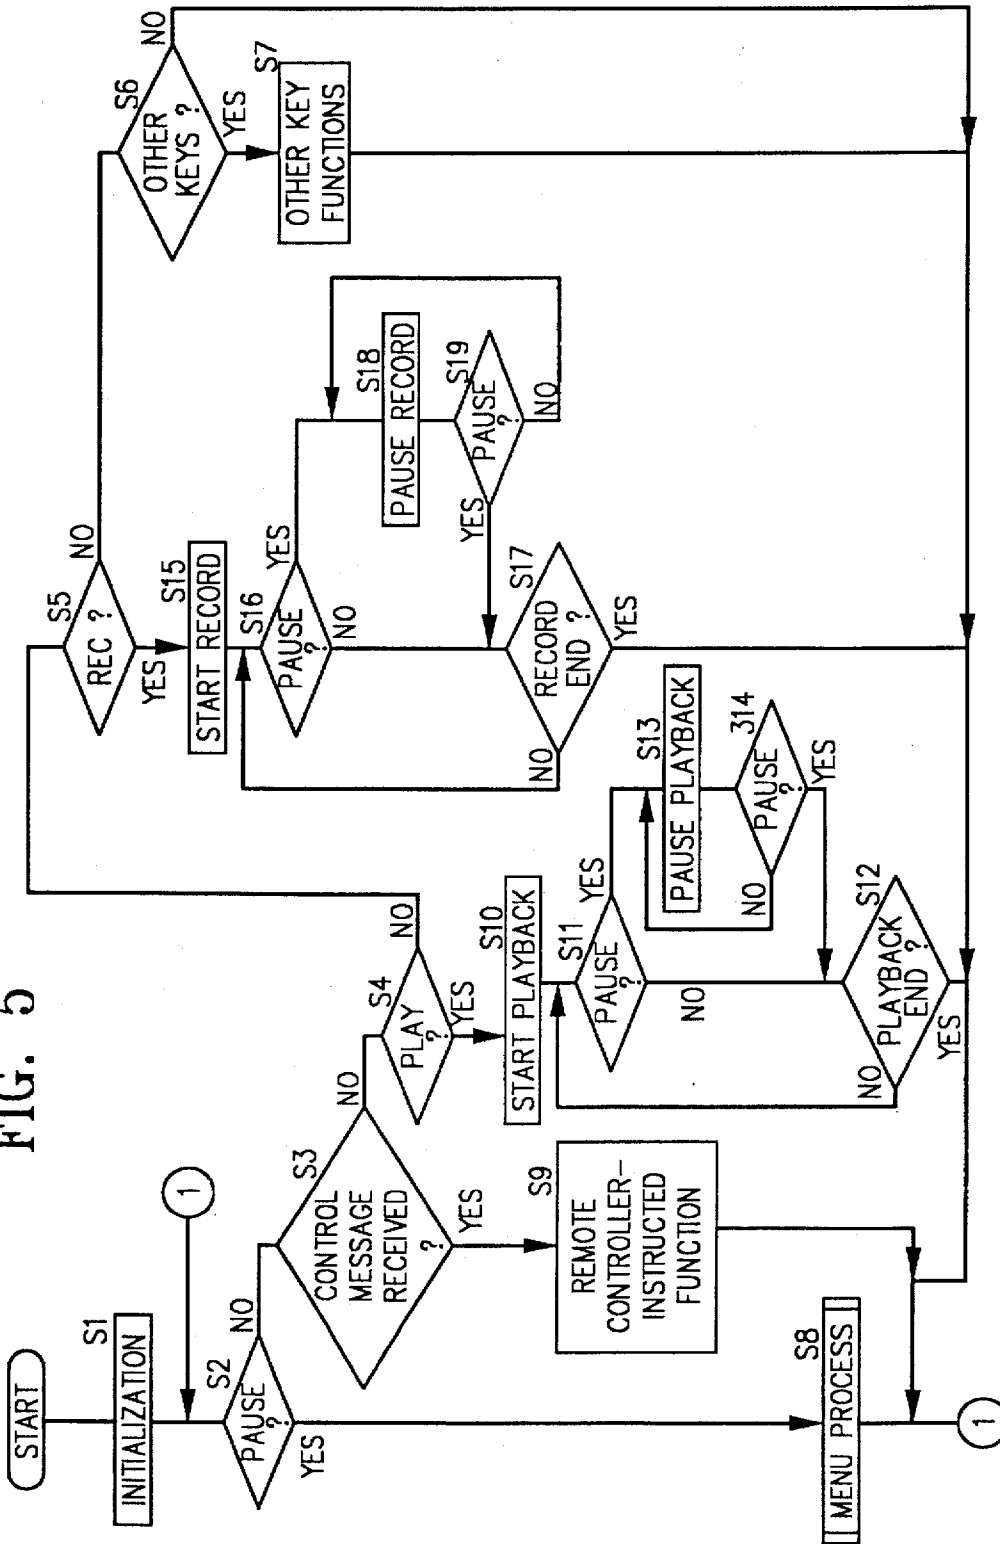 FIG. 5
START
S1
INITIALIZATION
1
S2
PAUSE
?
NO
YES
S3
CONTROL
MESSAGE
RECEIVED
?
NO
YES
S9
REMOTE
CONTROLLER-
INSTRUCTED
FUNCTION
S8
MENU PROCESS
1
S4
PLAY
?
NO
YES
S10
START PLAYBACK
S11
PAUSE
?
YES
NO
S13
PAUSE PLAYBACK
314
PAUSE
?
NO
YES
S12
PLAYBACK
END ?
NO
YES
S5
REC ?
NO
YES
S15
START RECORD
S16
PAUSE
?
YES
NO
S18
PAUSE RECORD
S19
PAUSE
?
YES
NO
S17
RECORD
END ?
NO
YES
S6
OTHER
KEYS ?
NO
YES
S7
OTHER KEY
FUNCTIONS